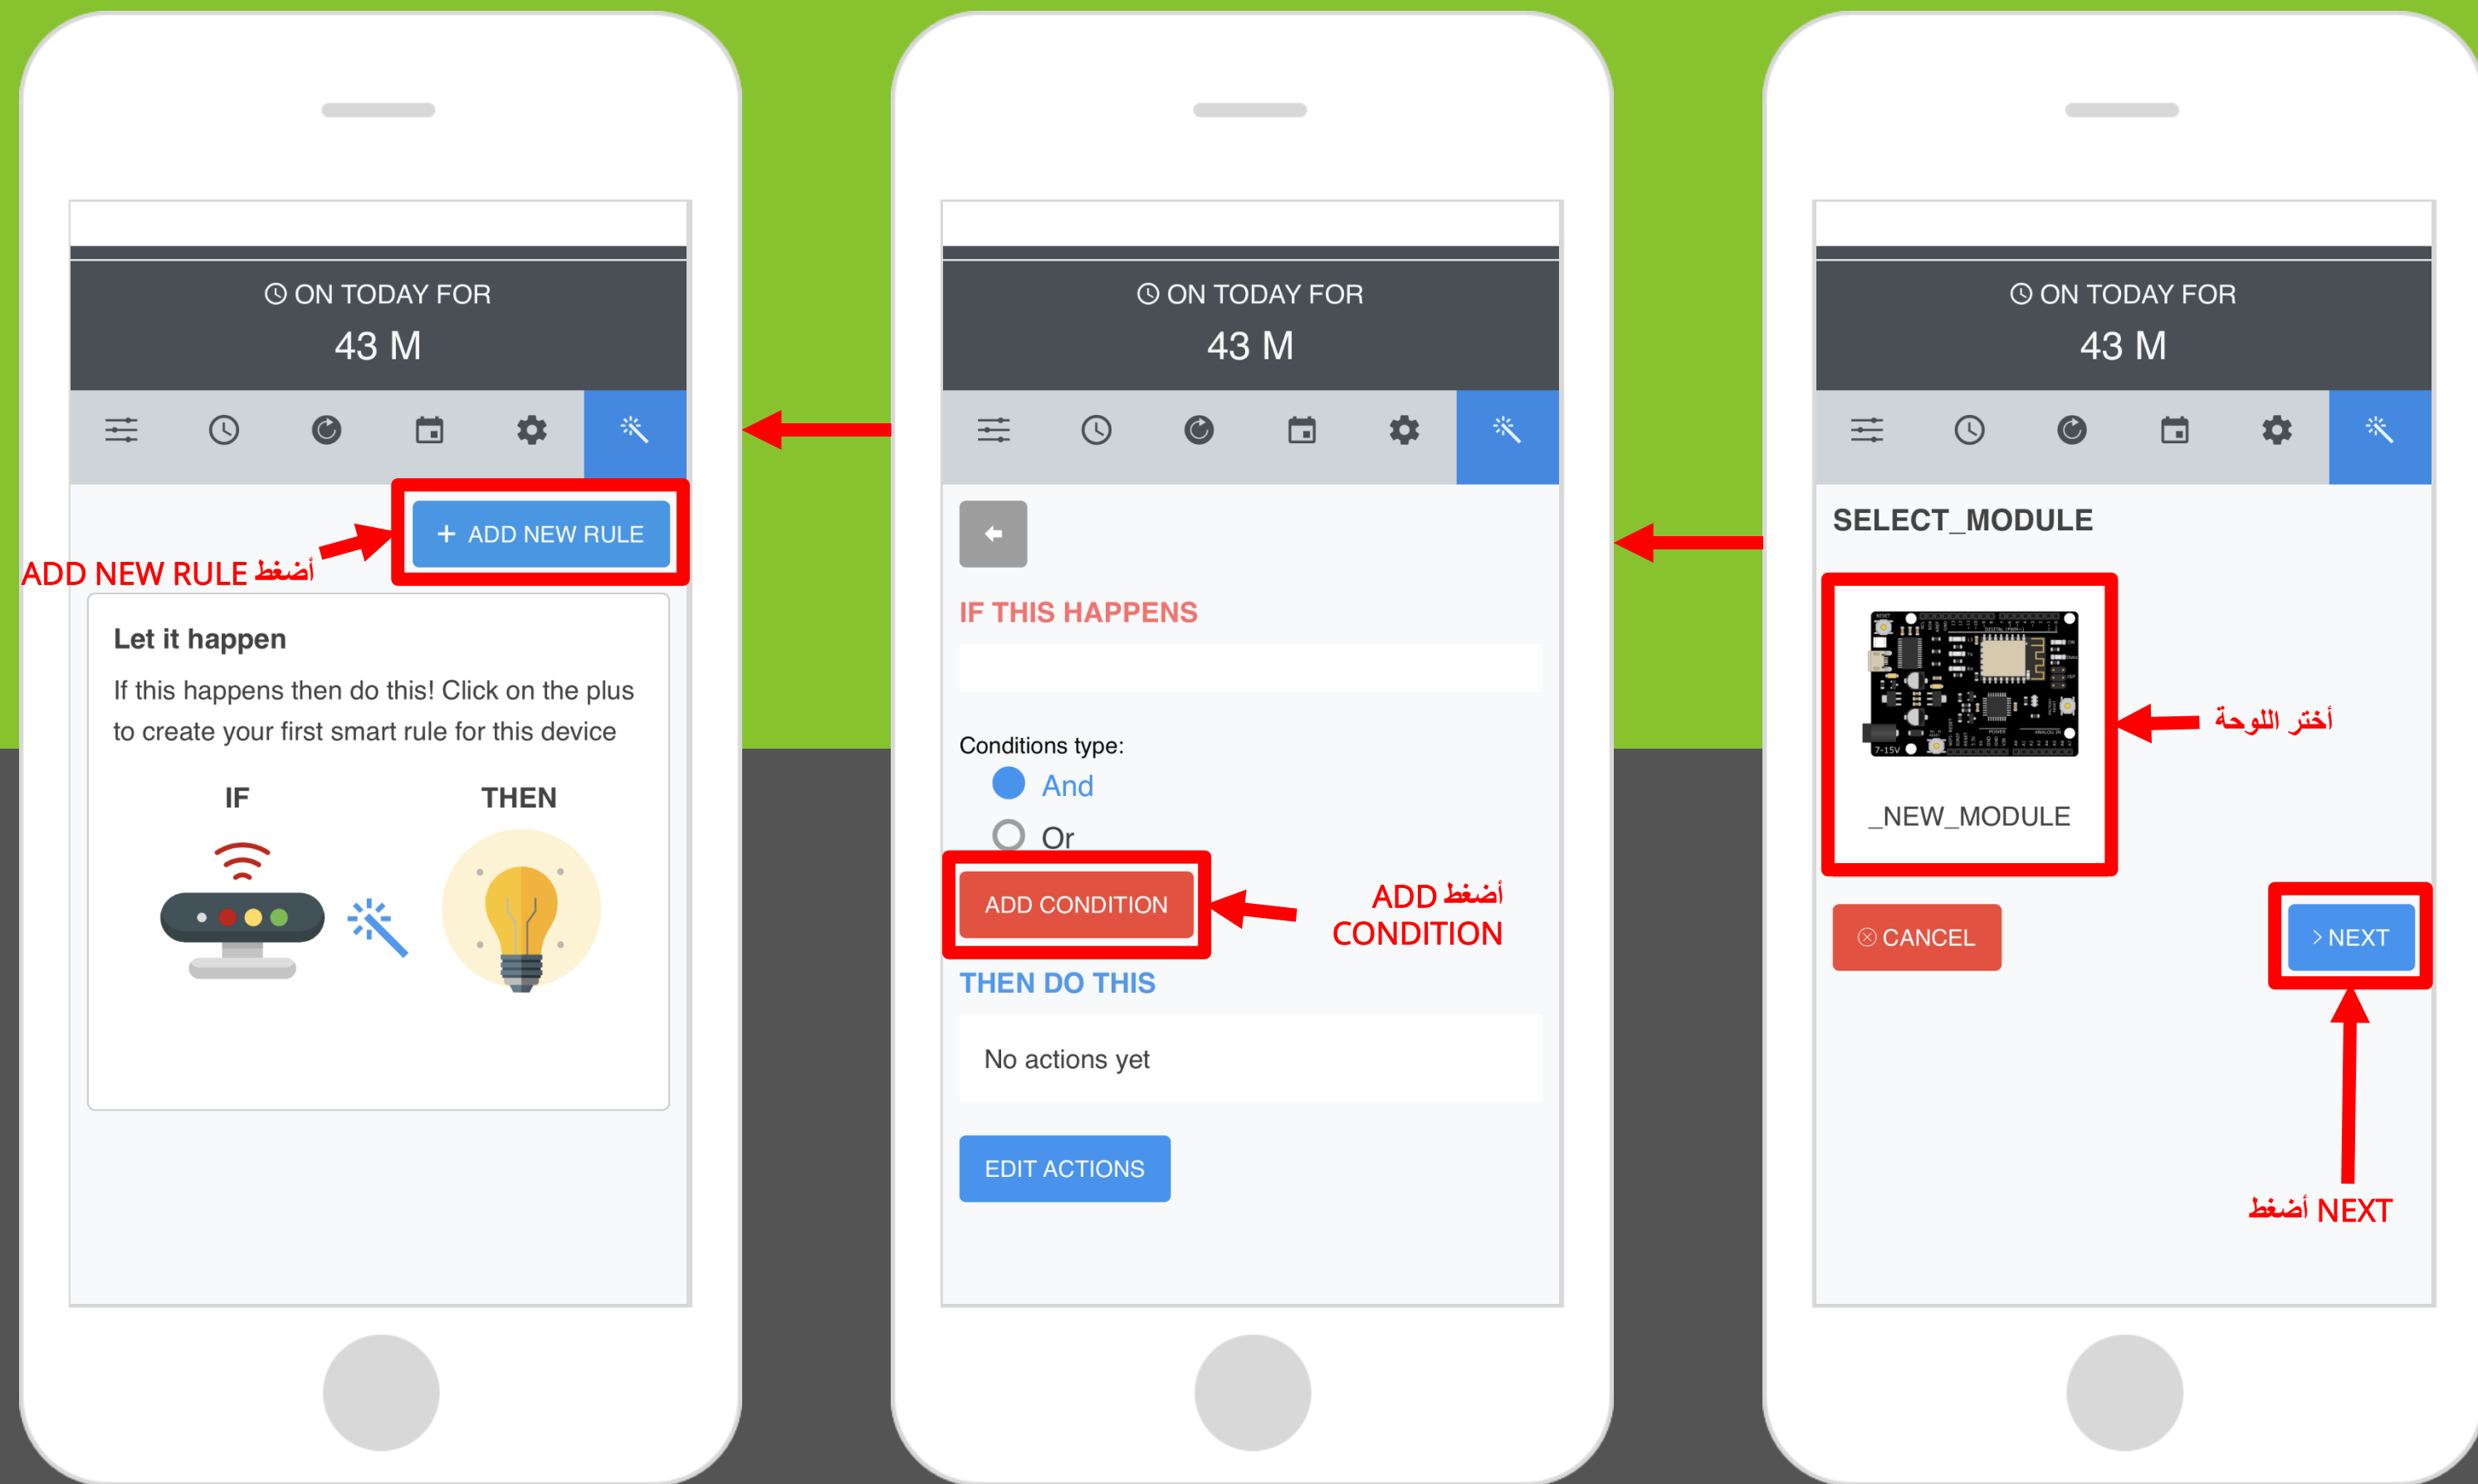 ON TODAY FOR
43 M
+ ADD NEW RULE
أضغط ADD NEW RULE
Let it happen
If this happens then do this! Click on the plus
to create your first smart rule for this device
IF
THEN
ON TODAY FOR
43 M
IF THIS HAPPENS
Conditions type:
And
Or
ADD CONDITION
أضغط ADD
CONDITION
THEN DO THIS
No actions yet
EDIT ACTIONS
ON TODAY FOR
43 M
SELECT_MODULE
7-15V
_NEW_MODULE
أختر اللوحة
CANCEL
> NEXT
أضغط NEXT